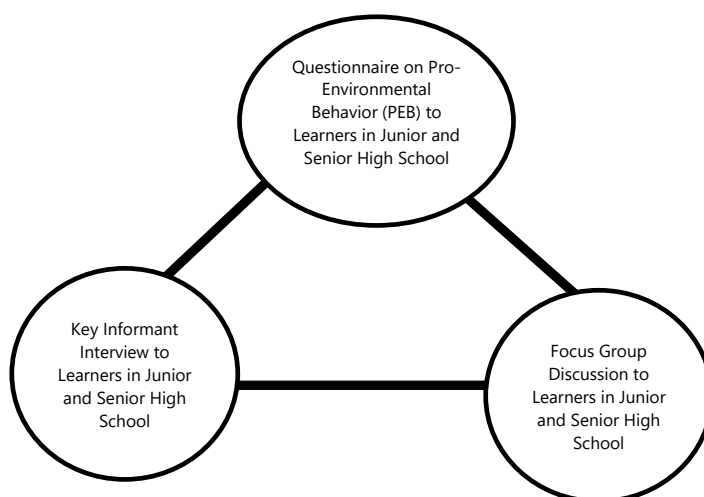 Questionnaire on Pro-
Environmental
Behavior (PEB) to
Learners in Junior and
Senior High School
Key Informant
Interview to
Learners in Junior
and Senior High
School
Focus Group
Discussion to
Learners in Junior
and Senior High
School